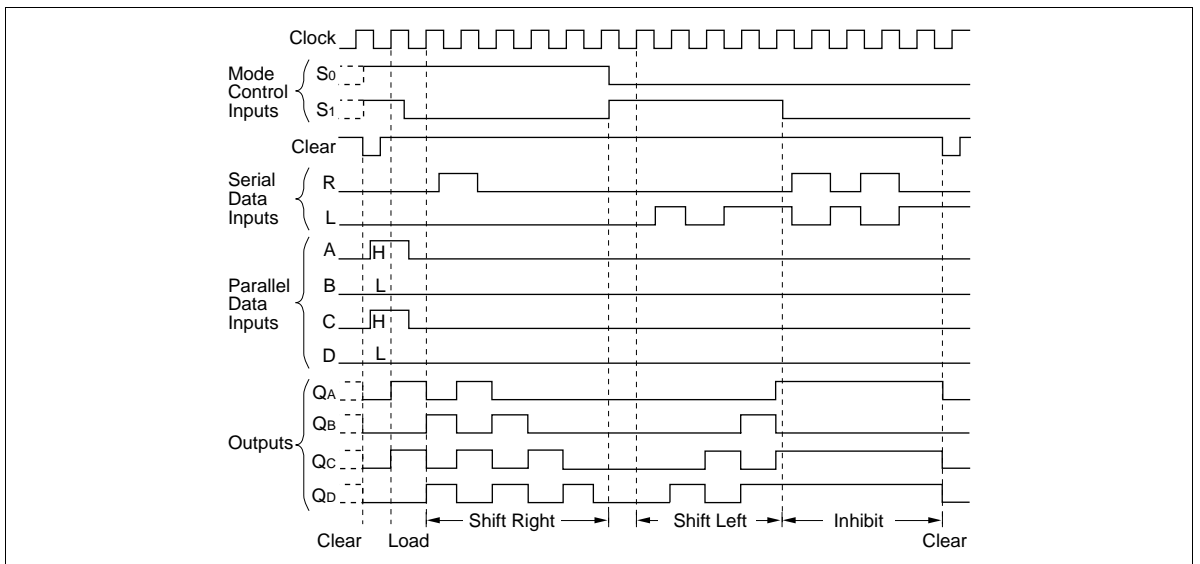 Clock
Mode
Control
Inputs
S0
S1
Clear
Serial
Data
Inputs
R
L
Parallel
Data
Inputs
A
H
B
L
C
H
D
L
Outputs
QA
QB
QC
QD
Shift Right
Shift Left
Inhibit
Clear
Load
Clear